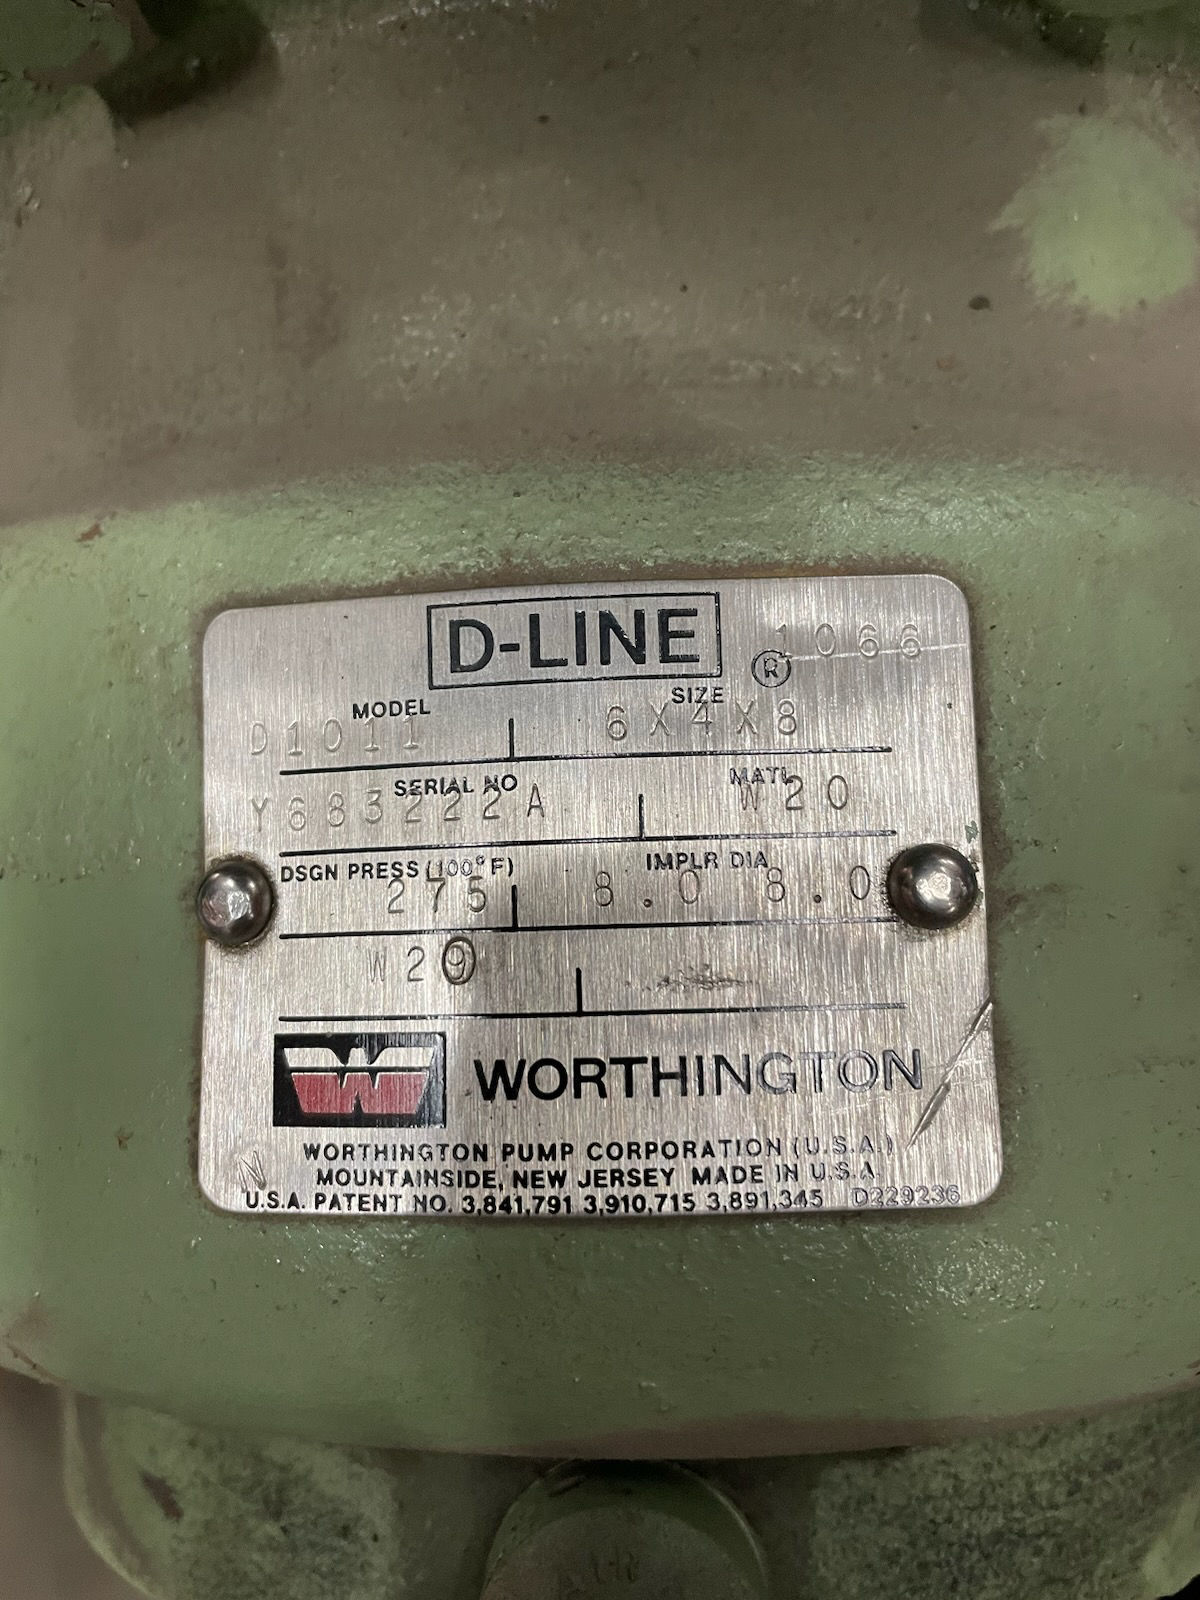 D-LINE
® 1066
MODEL SIZE
D1011 6X4X8
SERIAL NO MATL
Y683222A W20
DSGN PRESS (100°F) IMPLR DIA
275 8.0 8.0
W29
WORTHINGTON
WORTHINGTON PUMP CORPORATION (U.S.A.)
MOUNTAINSIDE, NEW JERSEY MADE IN U.S.A.
U.S.A. PATENT NO. 3,841,791 3,910,715 3,891,345 D229236